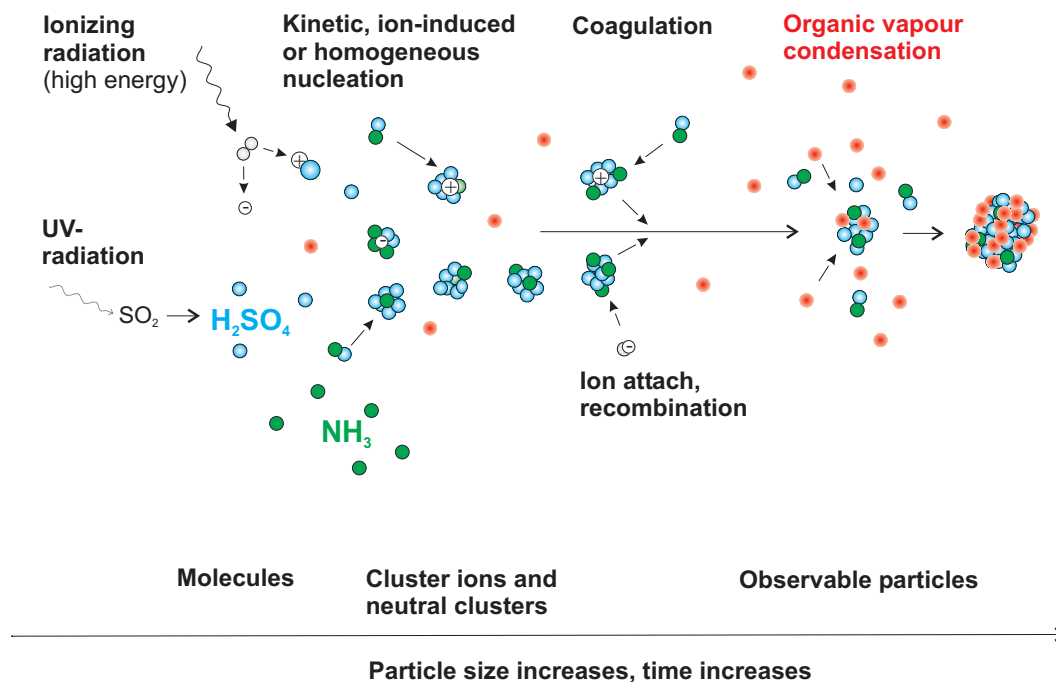 Ionizing
radiation
(high energy)
Kinetic, ion-induced
or homogeneous
nucleation
Coagulation
Organic vapour
condensation
+
-
+
+
-
UV-
radiation
SO₂
H₂SO₄
-
Ion attach,
recombination
NH₃
Molecules
Cluster ions and
neutral clusters
Observable particles
Particle size increases, time increases